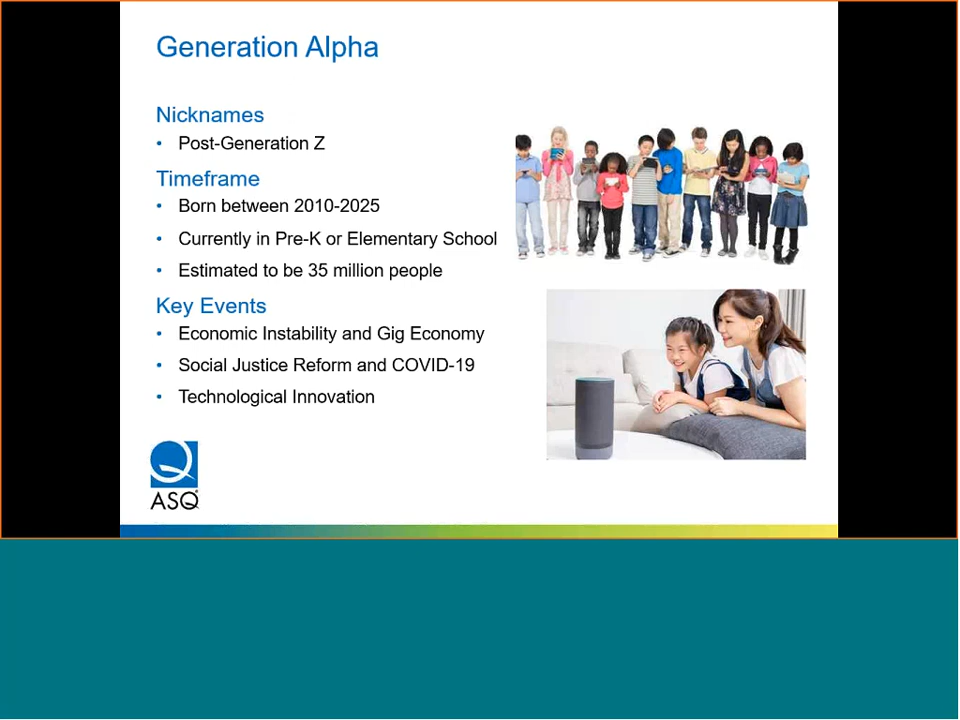 Generation Alpha
Nicknames
• Post-Generation Z
Timeframe
• Born between 2010-2025
• Currently in Pre-K or Elementary School
• Estimated to be 35 million people
Key Events
• Economic Instability and Gig Economy
• Social Justice Reform and COVID-19
• Technological Innovation
ASQ